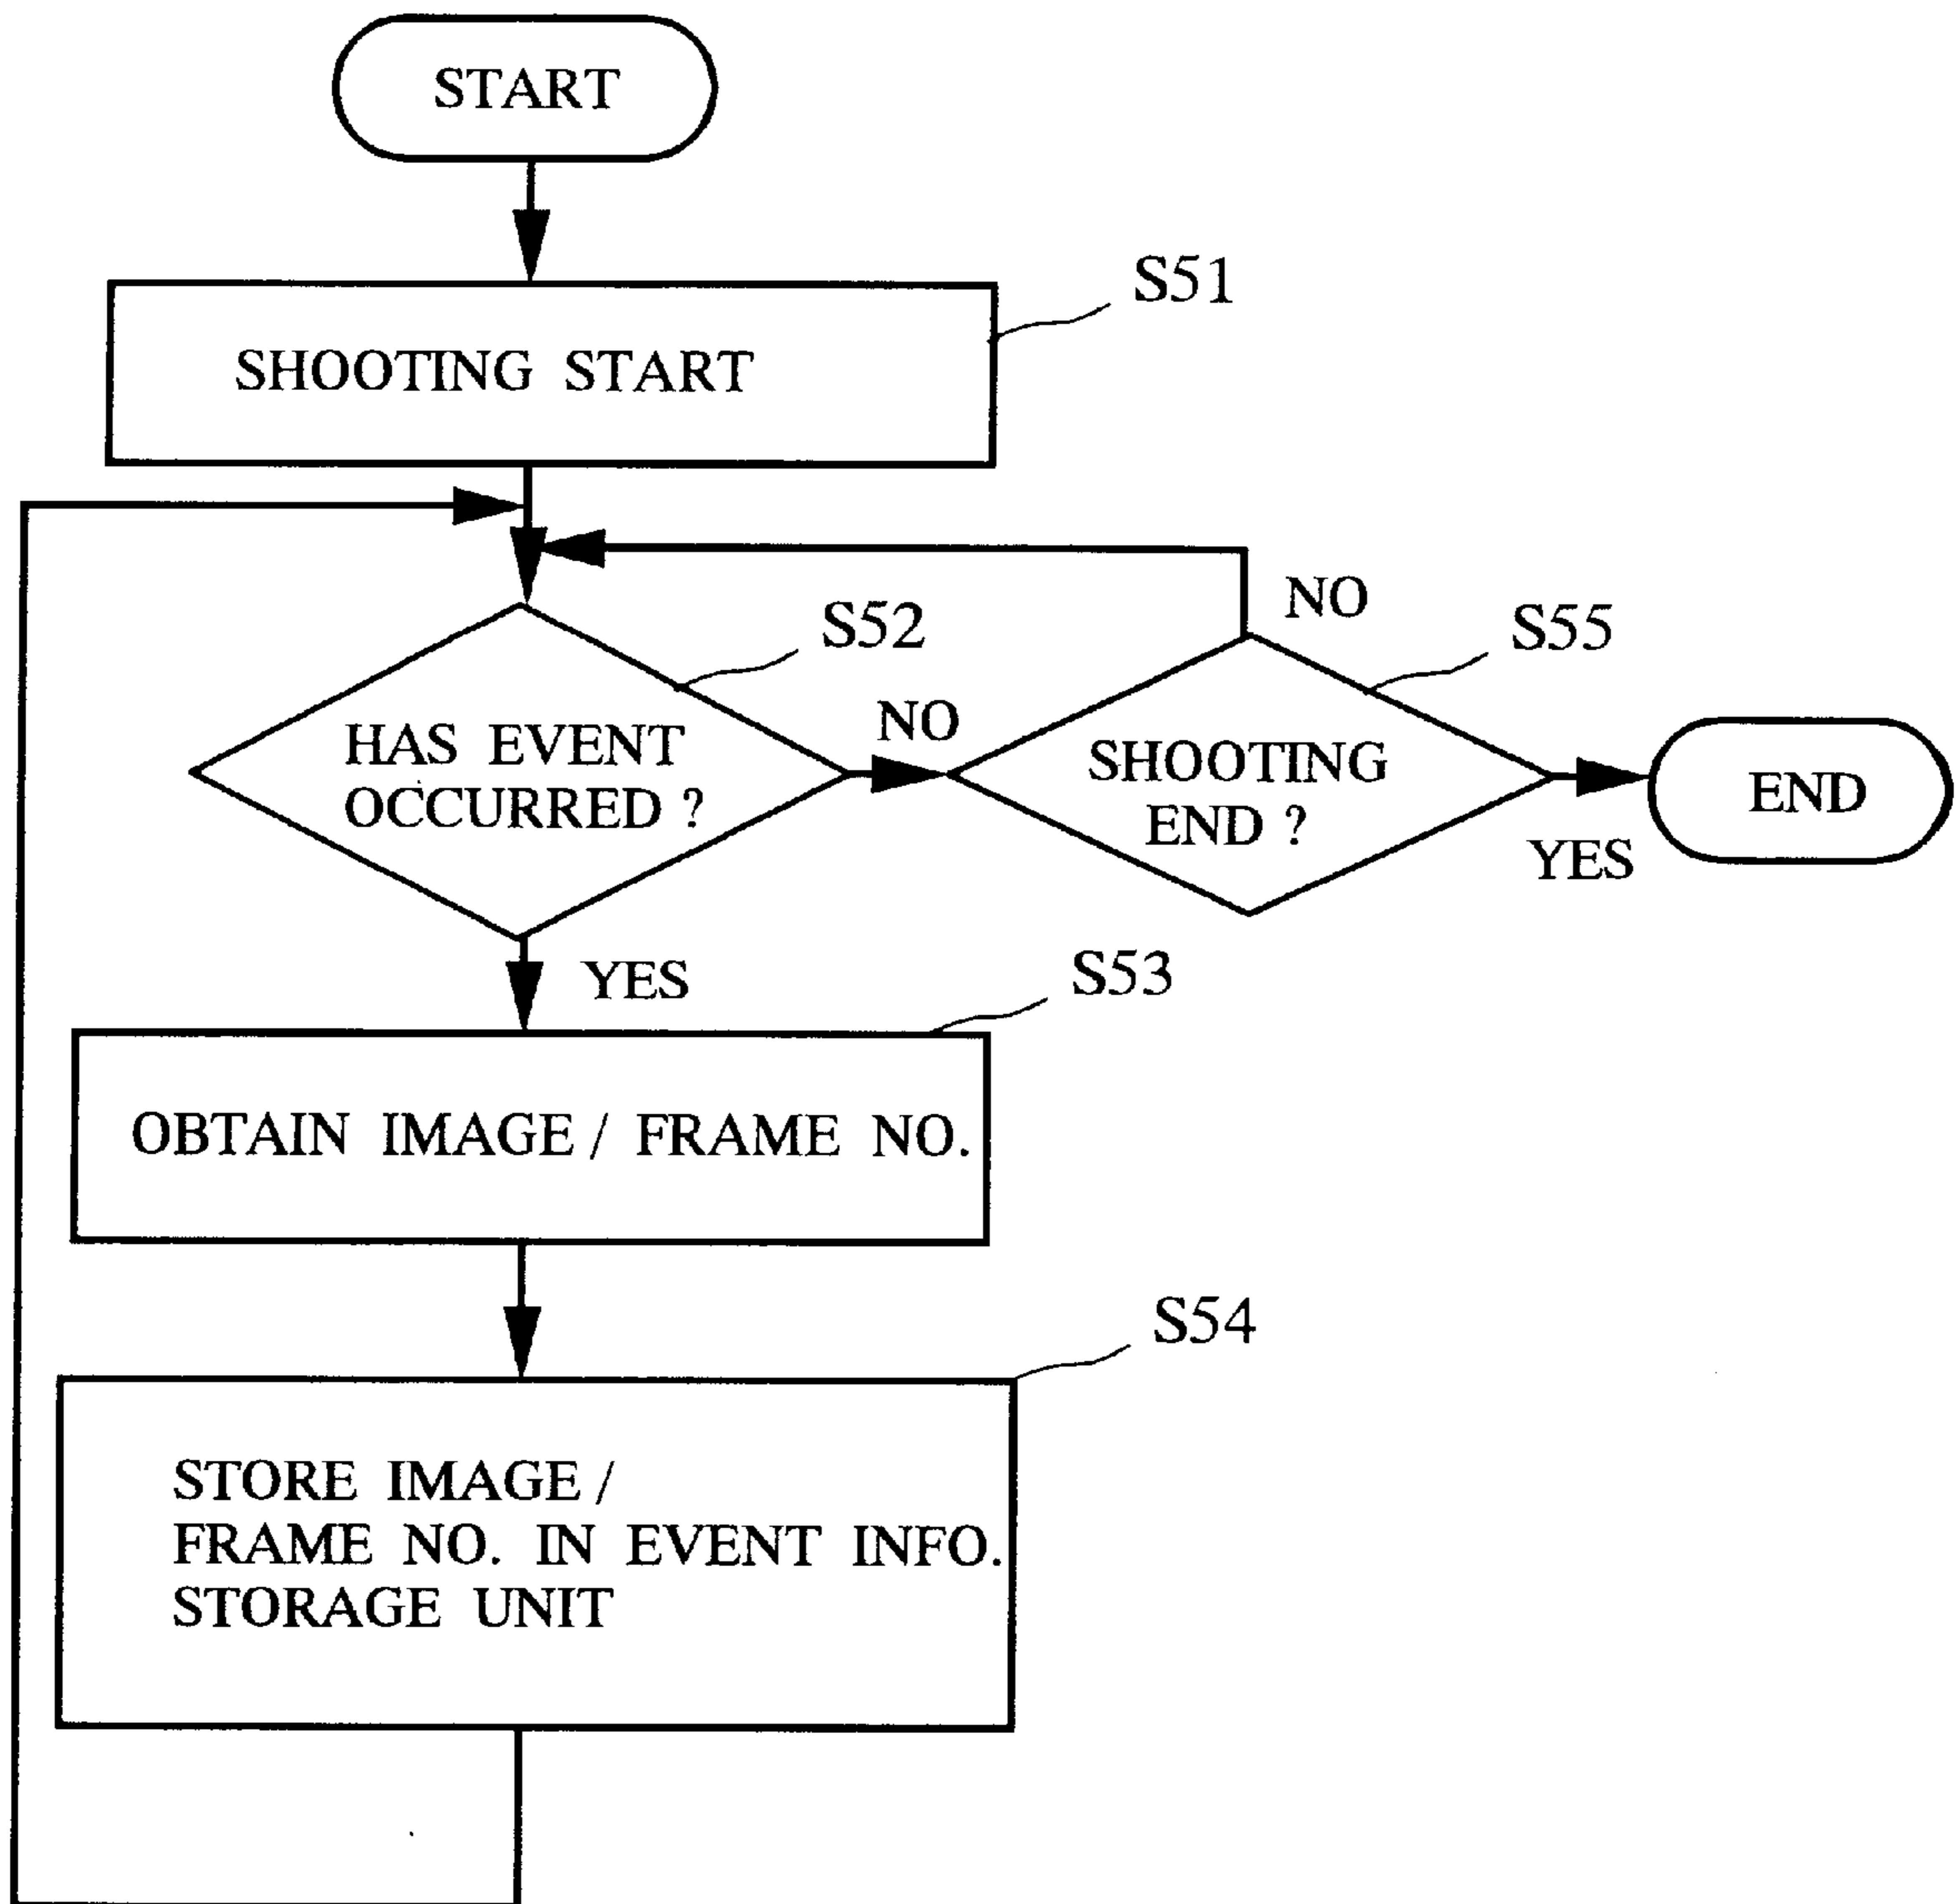 START
S51
SHOOTING START
NO
S52
S55
HAS EVENT
OCCURRED ?
NO
SHOOTING
END ?
YES
END
YES
S53
OBTAIN IMAGE / FRAME NO.
S54
STORE IMAGE /
FRAME NO. IN EVENT INFO.
STORAGE UNIT